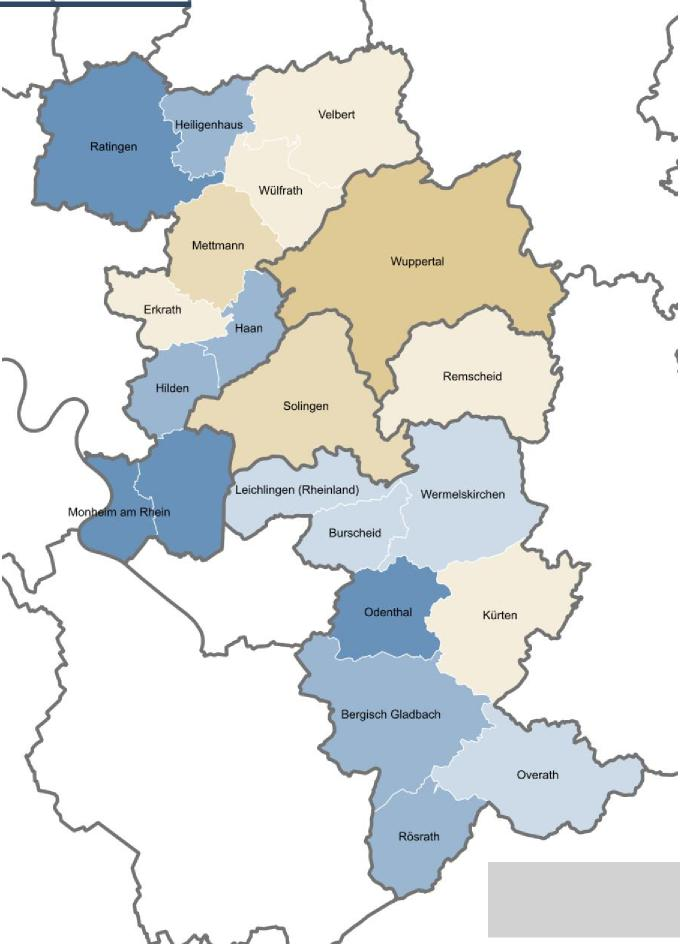 Velbert
Heiligenhaus
Ratingen
Wülfrath
Mettmann
Wuppertal
Erkrath
Haan
Remscheid
Hilden
Solingen
Leichlingen (Rheinland)
Wermelskirchen
Monheim am Rhein
Burscheid
Odenthal
Kürten
Bergisch Gladbach
Overath
Rösrath